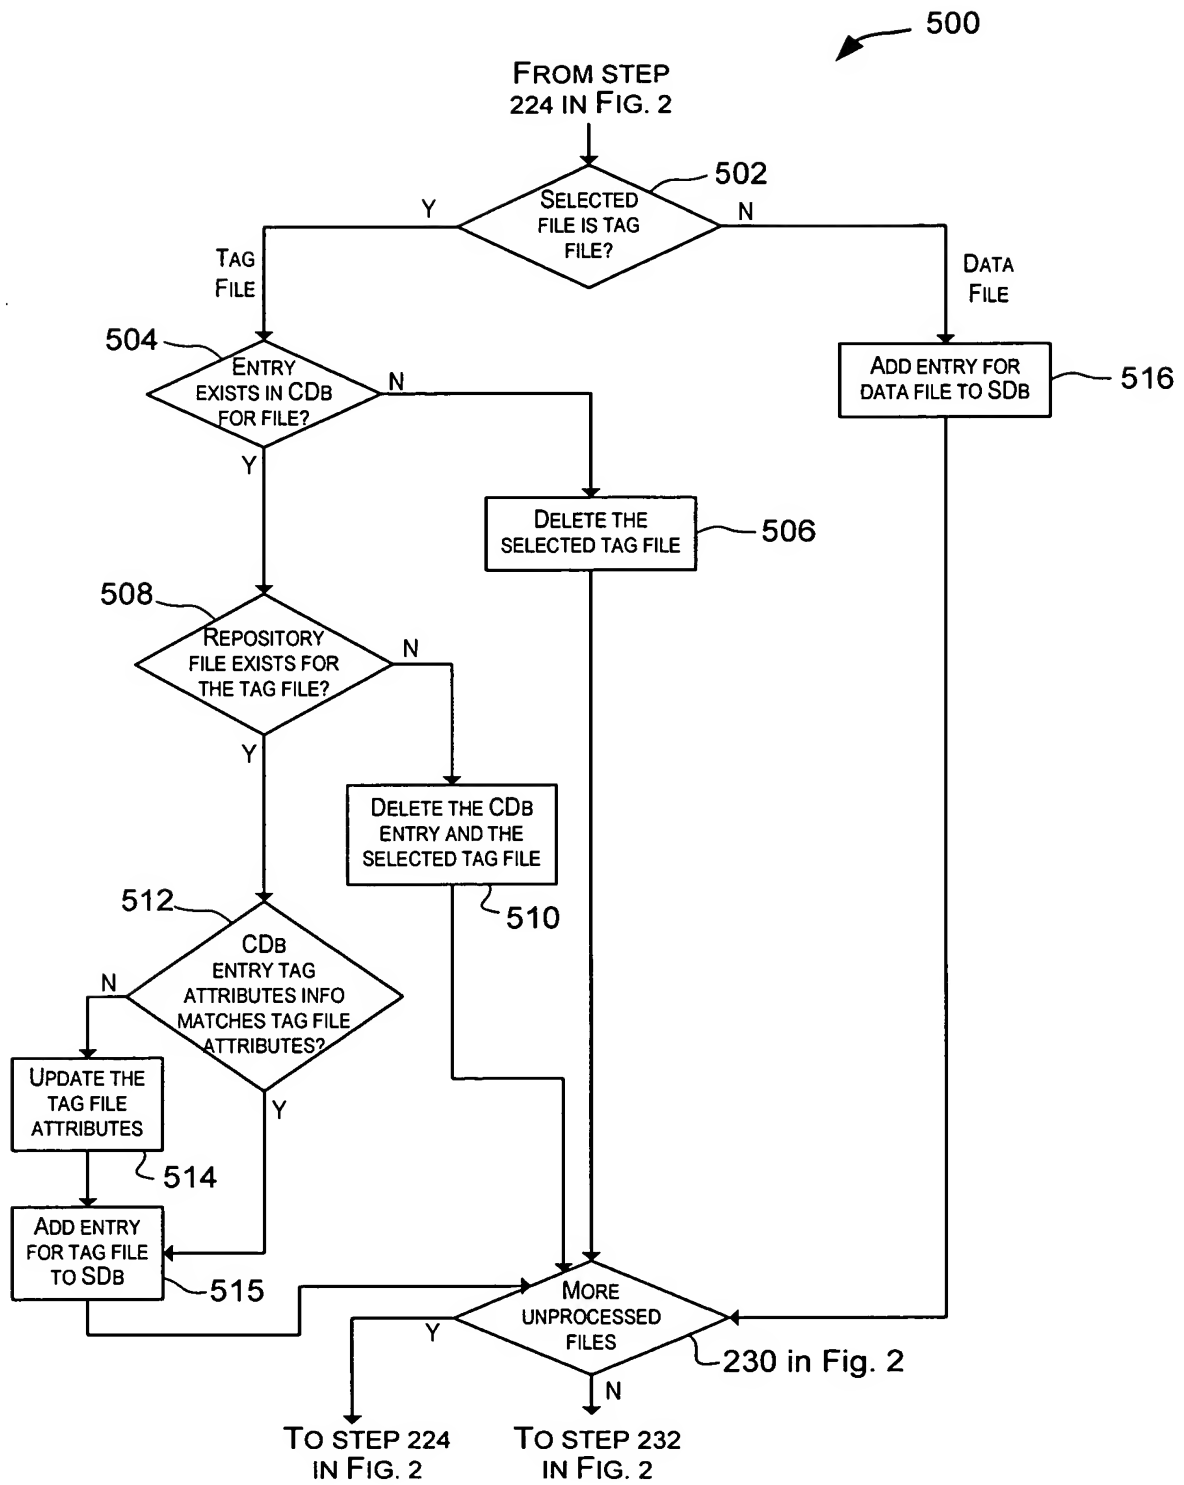 500
FROM STEP
224 IN FIG. 2
502
SELECTED
FILE IS TAG
FILE?
Y
N
TAG
FILE
DATA
FILE
504
ENTRY
EXISTS IN CDB
FOR FILE?
N
Y
ADD ENTRY FOR
DATA FILE TO SDB
516
DELETE THE
SELECTED TAG FILE
506
508
REPOSITORY
FILE EXISTS FOR
THE TAG FILE?
N
Y
DELETE THE CDB
ENTRY AND THE
SELECTED TAG FILE
510
512
CDB
ENTRY TAG
ATTRIBUTES INFO
MATCHES TAG FILE
ATTRIBUTES?
N
Y
UPDATE THE
TAG FILE
ATTRIBUTES
514
ADD ENTRY
FOR TAG FILE
TO SDB
515
MORE
UNPROCESSED
FILES
Y
N
230 in Fig. 2
TO STEP 224
IN FIG. 2
TO STEP 232
IN FIG. 2